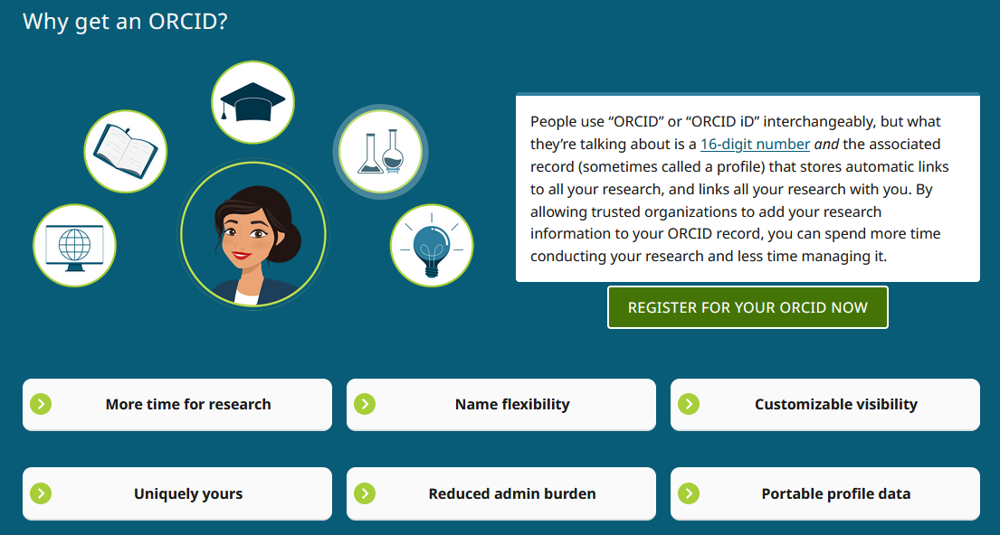 Why get an ORCID?
People use “ORCID” or “ORCID iD” interchangeably, but what
they’re talking about is a 16-digit number and the associated
record (sometimes called a profile) that stores automatic links
to all your research, and links all your research with you. By
allowing trusted organizations to add your research
information to your ORCID record, you can spend more time
conducting your research and less time managing it.
REGISTER FOR YOUR ORCID NOW
More time for research
Name flexibility
Customizable visibility
Uniquely yours
Reduced admin burden
Portable profile data